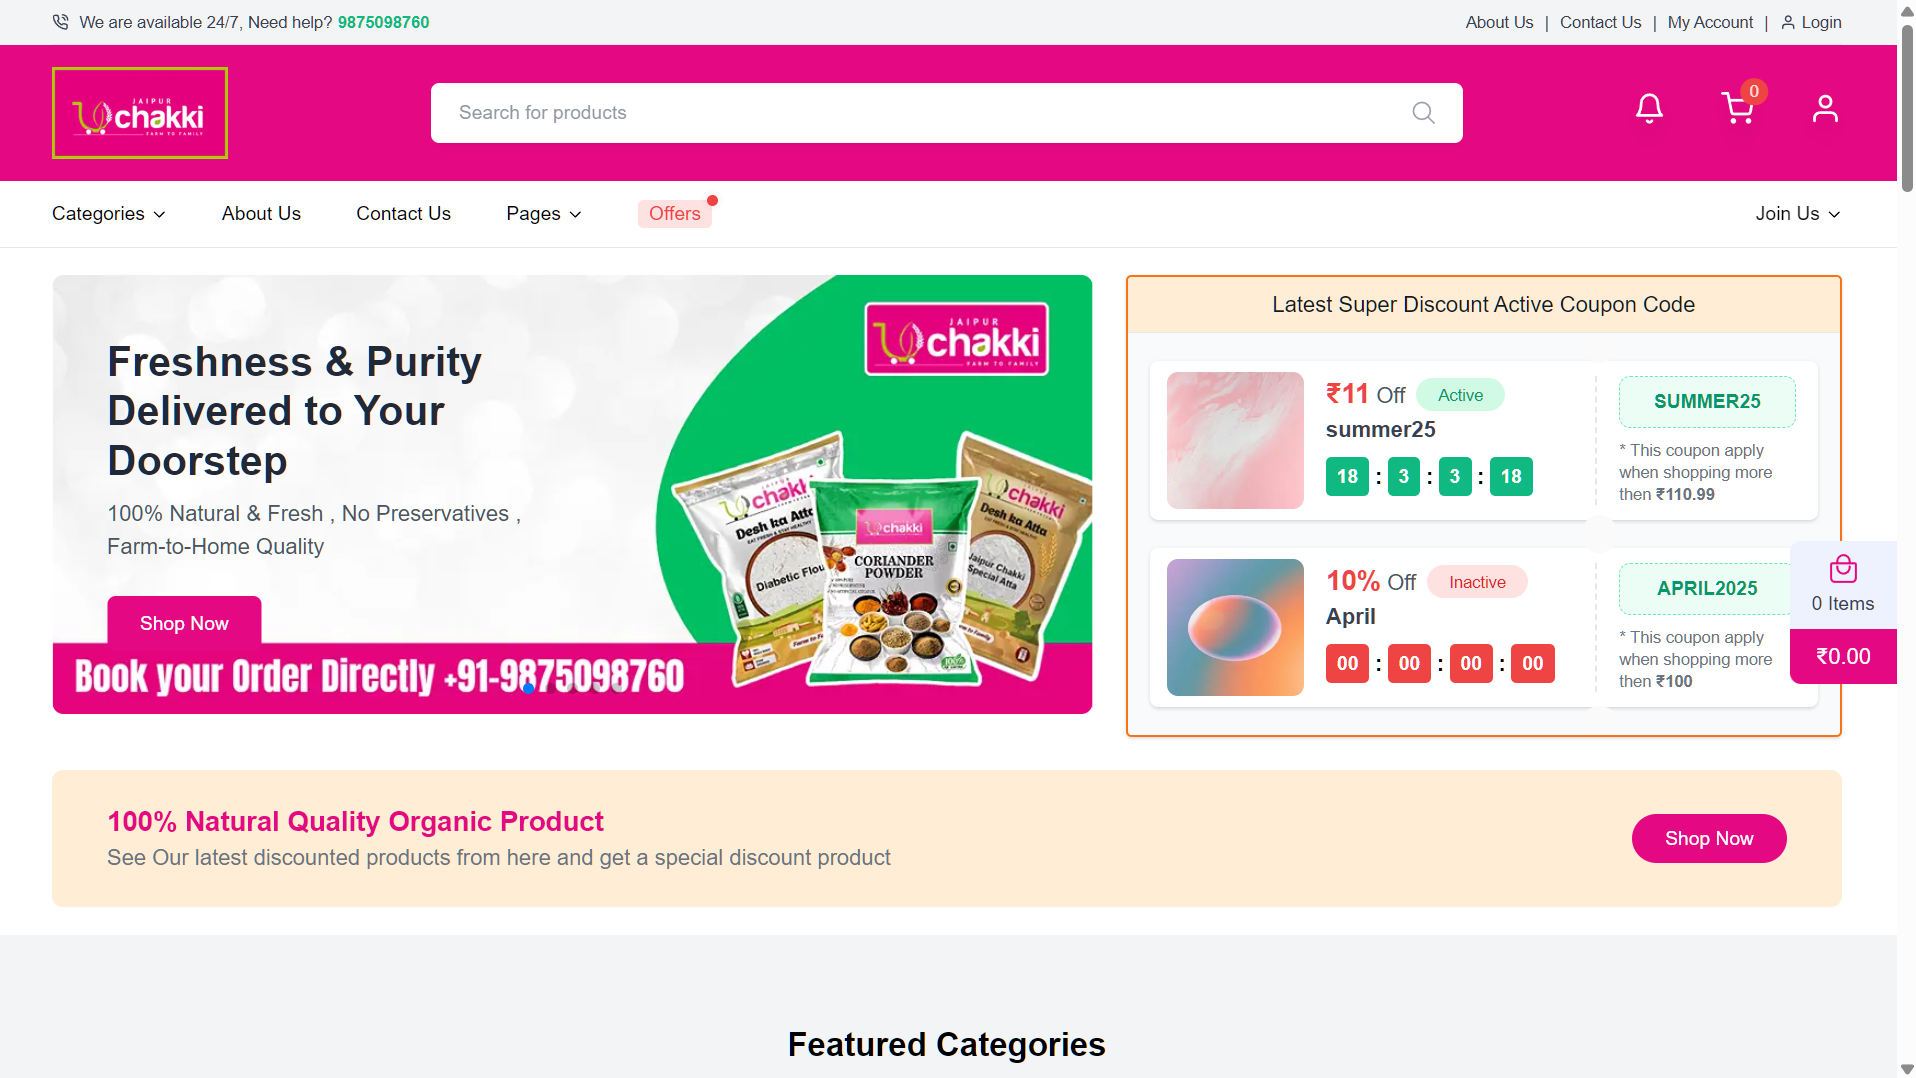 We are available 24/7, Need help? 9875098760
About Us | Contact Us | My Account | Login
JAIPUR
chakki
FARM TO FAMILY
Search for products
0
Categories
About Us
Contact Us
Pages
Offers
Join Us
Freshness & Purity
Delivered to Your
Doorstep
100% Natural & Fresh , No Preservatives ,
Farm-to-Home Quality
Shop Now
Book your Order Directly +91-9875098760
JAIPUR
chakki
FARM TO FAMILY
chakki
Desh ka Atta
EAT FRESH & STAY HEALTHY
Diabetic Flou
chakki
CORIANDER
POWDER
100%
chakki
Desh ka Atta
Jaipur Chakki
Special Atta
Latest Super Discount Active Coupon Code
₹11 Off Active
summer25
18 : 3 : 3 : 18
SUMMER25
* This coupon apply
when shopping more
then ₹110.99
10% Off Inactive
April
00 : 00 : 00 : 00
APRIL2025
* This coupon apply
when shopping more
then ₹100
0 Items
₹0.00
100% Natural Quality Organic Product
See Our latest discounted products from here and get a special discount product
Shop Now
Featured Categories